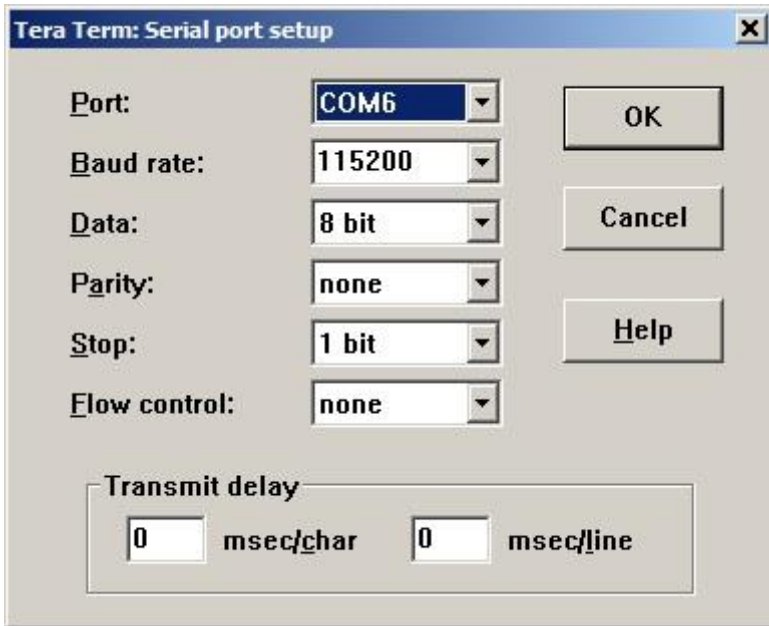 Tera Term: Serial port setup
Port: COM6 OK
Baud rate: 115200
Data: 8 bit Cancel
Parity: none
Stop: 1 bit Help
Flow control: none
Transmit delay
0 msec/char 0 msec/line